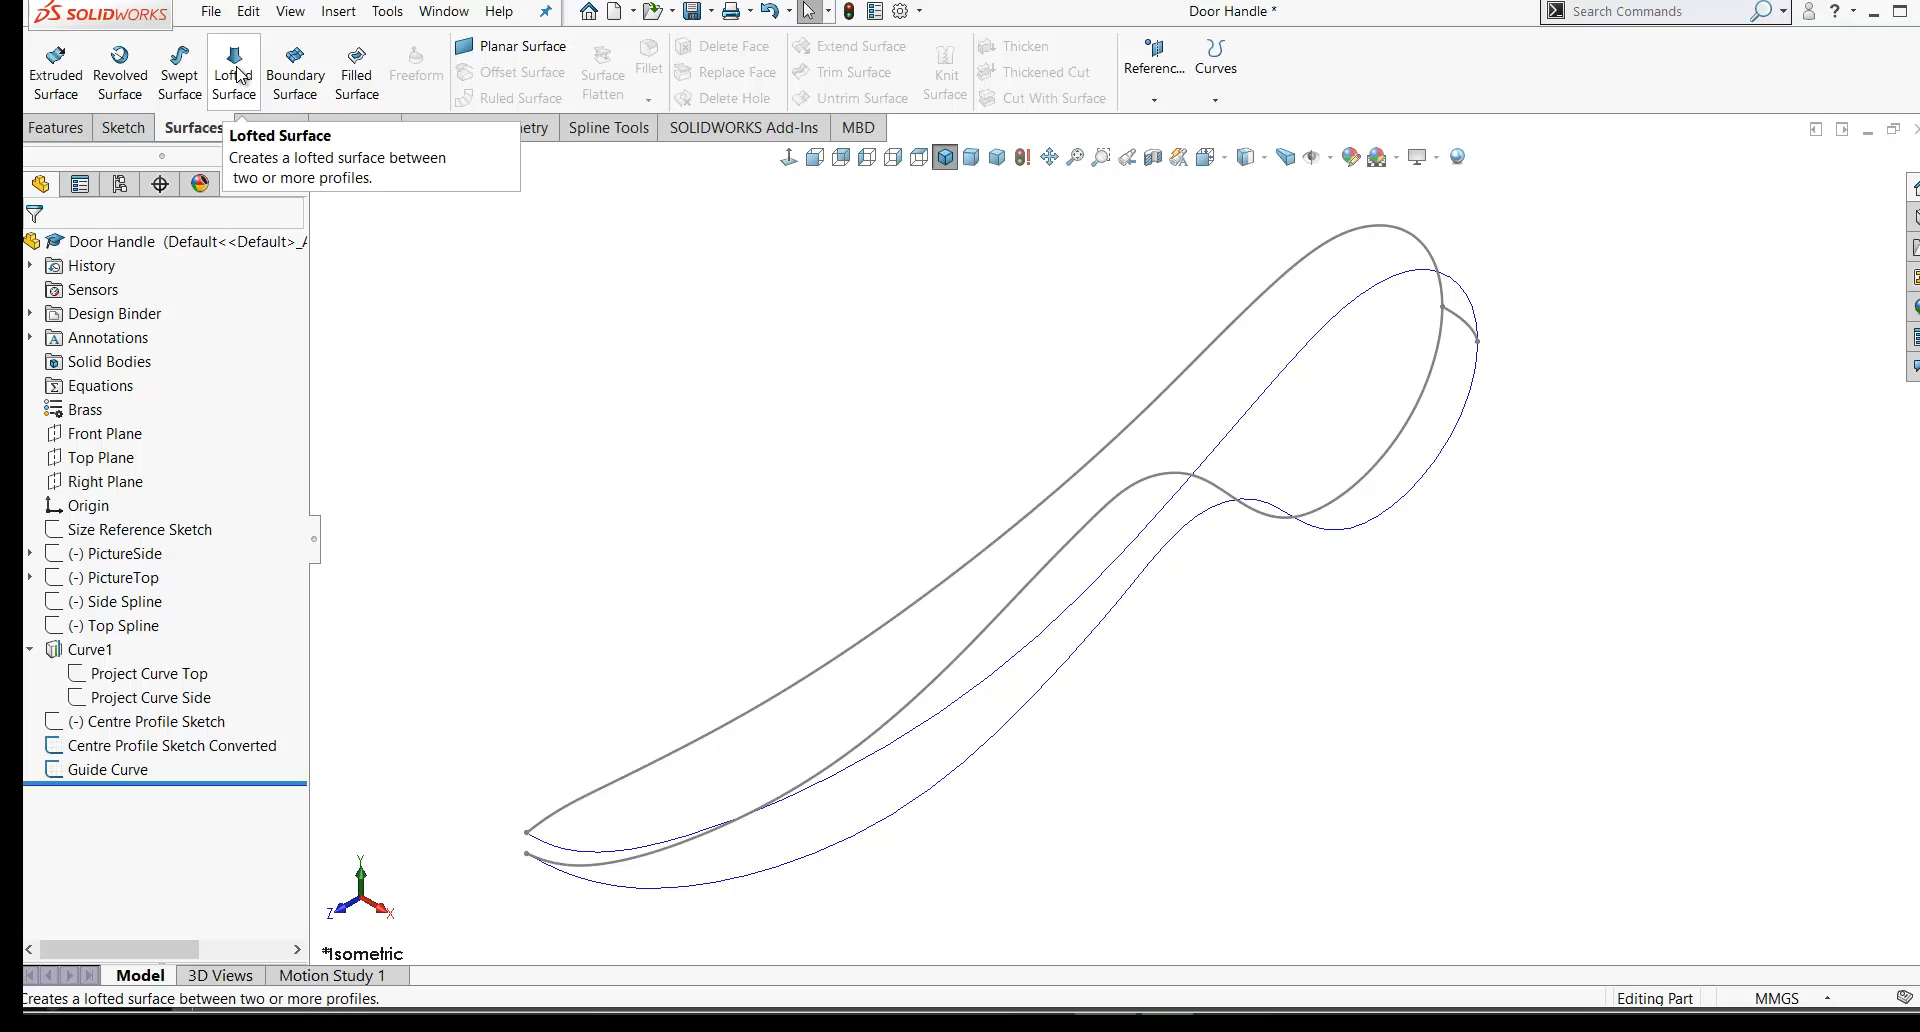 SOLIDWORKS
File Edit View Insert Tools Window Help
Door Handle *
Search Commands
Extruded Surface
Revolved Surface
Swept Surface
Lofted Surface
Boundary Surface
Filled Surface
Freeform
Planar Surface
Offset Surface
Ruled Surface
Surface Flatten
Fillet
Delete Face
Replace Face
Delete Hole
Extend Surface
Trim Surface
Untrim Surface
Knit Surface
Thicken
Thickened Cut
Cut With Surface
Referenc...
Curves
Features Sketch Surfaces
Spline Tools SOLIDWORKS Add-Ins MBD
Lofted Surface
Creates a lofted surface between
two or more profiles.
Door Handle (Default<<Default>_A
History
Sensors
Design Binder
Annotations
Solid Bodies
Equations
Brass
Front Plane
Top Plane
Right Plane
Origin
Size Reference Sketch
(-) PictureSide
(-) PictureTop
(-) Side Spline
(-) Top Spline
Curve1
Project Curve Top
Project Curve Side
(-) Centre Profile Sketch
Centre Profile Sketch Converted
Guide Curve
Y
Z
X
*Isometric
Model 3D Views Motion Study 1
Creates a lofted surface between two or more profiles.
Editing Part MMGS